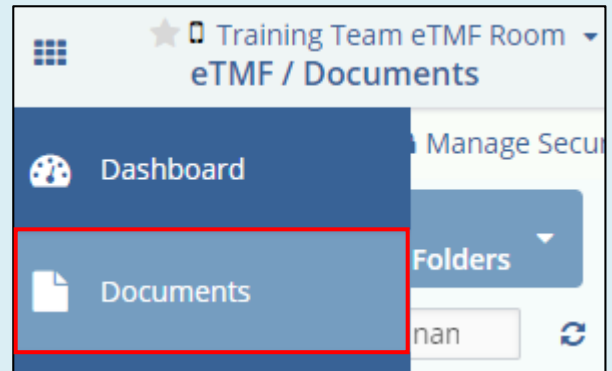 Training Team eTMF Room
eTMF / Documents
Manage Secur
Dashboard
Folders
Documents
nan